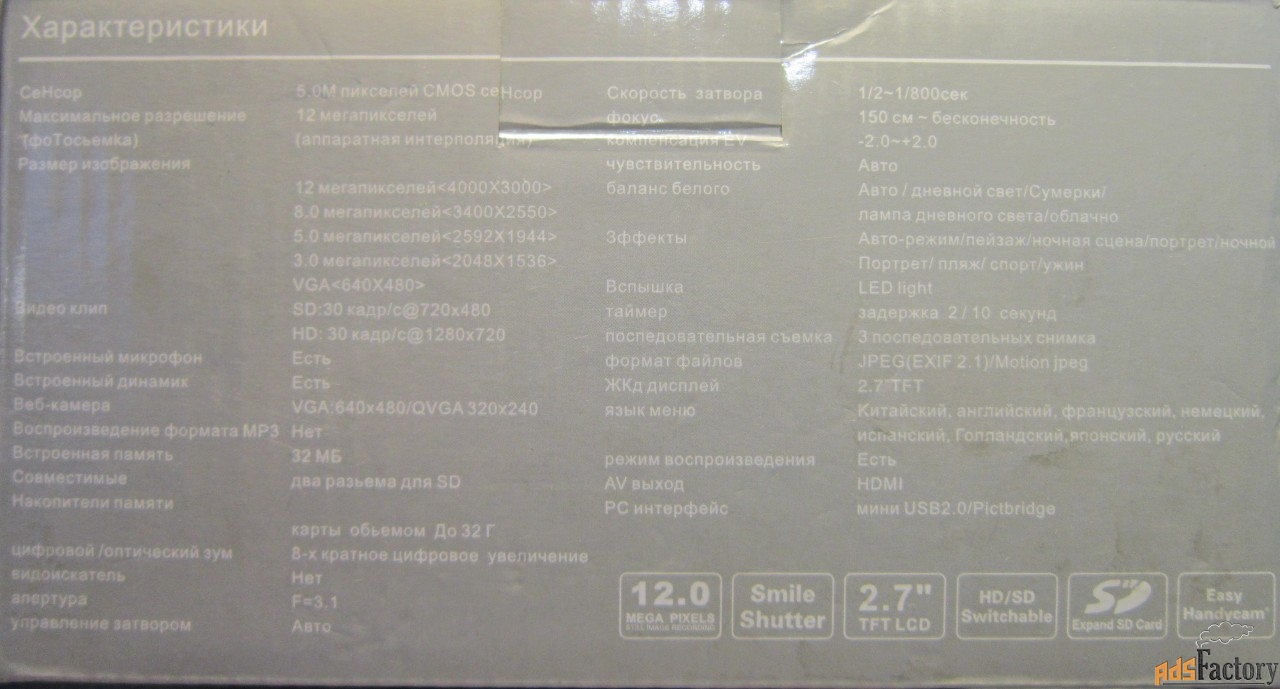 Характеристики
СеНсор 5.0M пикселей CMOS сеНсор
Максимальное разрешение 12 мегапикселей
(фоТосьемка) (аппаратная интерполяция)
Размер изображения
12 мегапикселей<4000X3000>
8.0 мегапикселей<3400X2550>
5.0 мегапикселей<2592X1944>
3.0 мегапикселей<2048X1536>
VGA<640X480>
Видео клип SD:30 кадр/с@720x480
HD: 30 кадр/с@1280x720
Встроенный микрофон Есть
Встроенный динамик Есть
Веб-камера VGA:640x480/QVGA 320x240
Воспроизведение формата MP3 Нет
Встроенная память 32 МБ
Совместимые два разьема для SD
Накопители памяти
карты обьемом До 32 Г
цифровой /оптический зум 8-х кратное цифровое увеличение
видоискатель Нет
апертура F=3.1
управление затвором Авто
Скорость затвора 1/2~1/800сек
фокус 150 см ~ бесконечность
компенсация EV -2.0~+2.0
чувствительность Авто
баланс белого Авто / дневной свет/Сумерки/
лампа дневного света/облачно
Зффекты Авто-режим/пейзаж/ночная сцена/портрет/ночной
Портрет/ пляж/ спорт/ужин
Вспышка LED light
таймер задержка 2 / 10 секунд
последовательная съемка 3 поспедовательных снимка
формат файлов JPEG(EXIF 2.1)/Motion jpeg
ЖКд дисплей 2.7"TFT
язык меню Китайский, английский, французский, немецкий,
испанский, Голландский,японский, русский
режим воспроизведения Есть
AV выход HDMI
PC интерфейс мини USB2.0/Pictbridge
12.0 MEGA PIXELS STILL IMAGE RECORDING
Smile Shutter
2.7" TFT LCD
HD/SD Switchable
SD Expand SD Card
Easy Handycam
AdsFactory